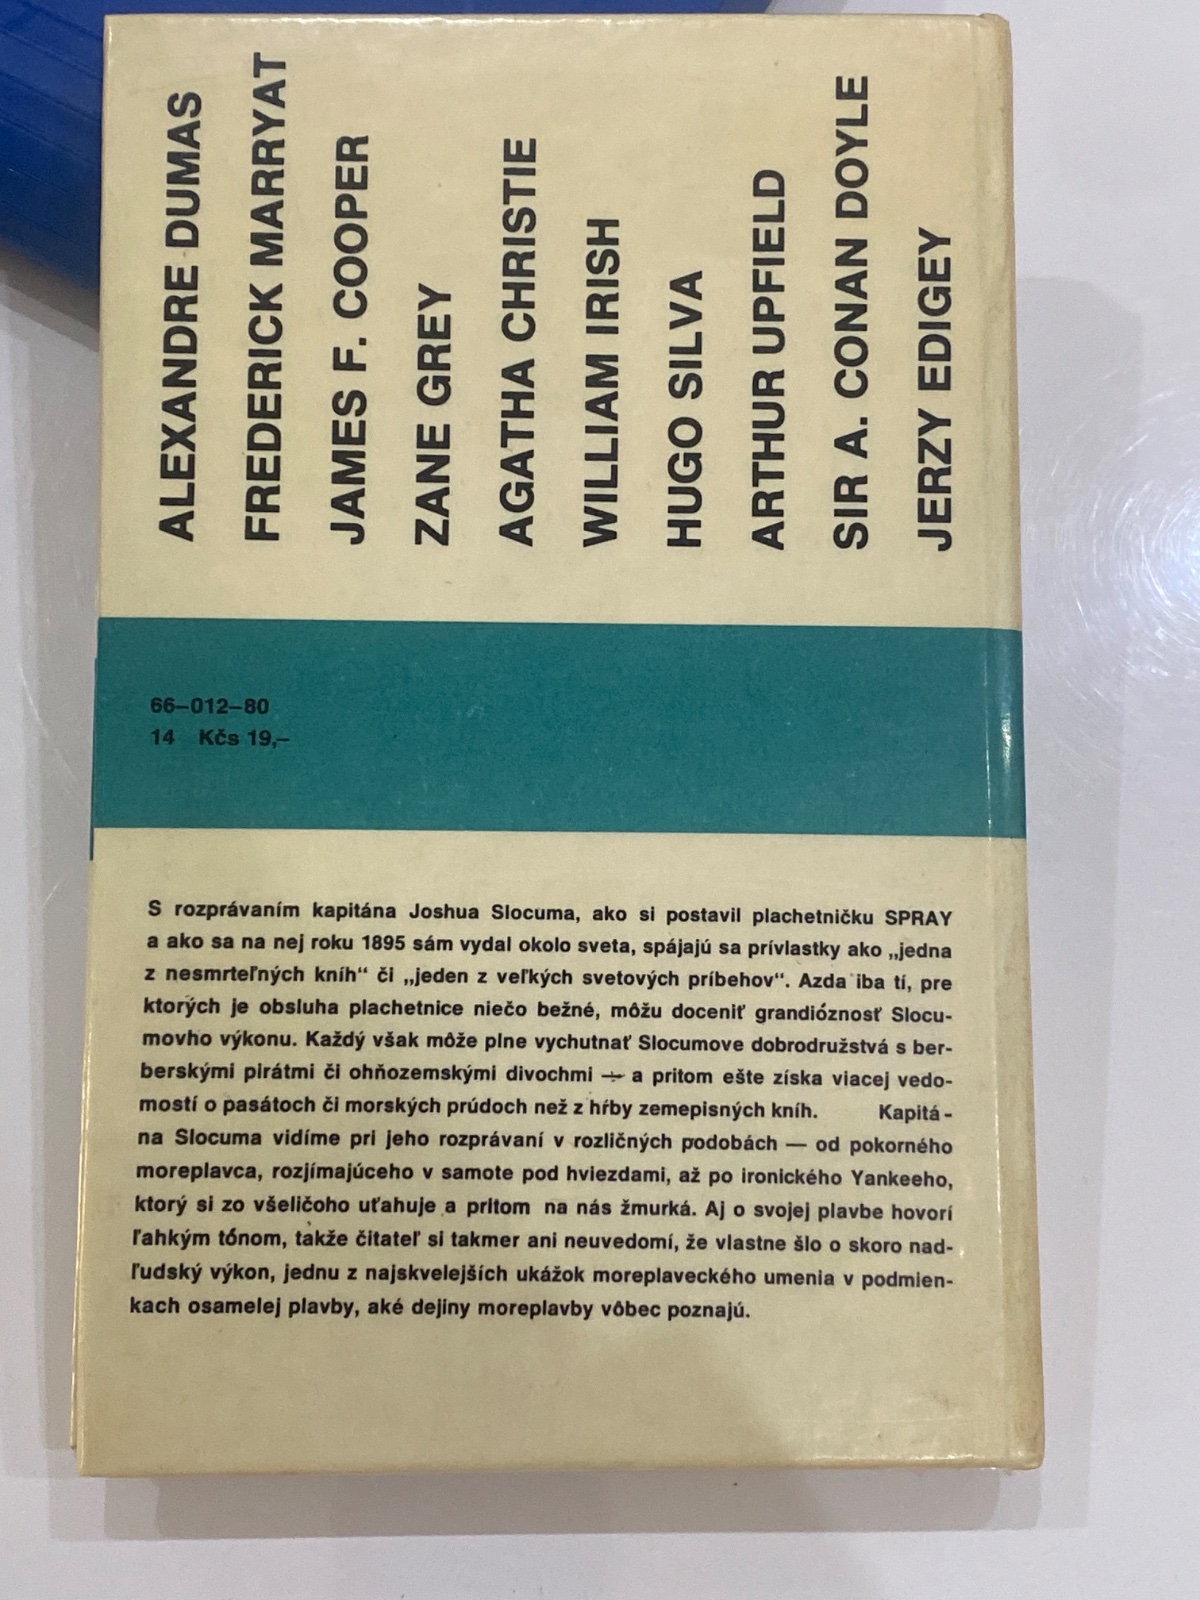 ALEXANDRE DUMAS
FREDERICK MARRYAT
JAMES F. COOPER
ZANE GREY
AGATHA CHRISTIE
WILLIAM IRISH
HUGO SILVA
ARTHUR UPFIELD
SIR A. CONAN DOYLE
JERZY EDIGEY
66–012–80
14 Kčs 19,–
S rozprávaním kapitána Joshua Slocuma, ako si postavil plachetničku SPRAY
a ako sa na nej roku 1895 sám vydal okolo sveta, spájajú sa prívlastky ako „jedna
z nesmrteľných kníh“ či „jeden z veľkých svetových príbehov“. Azda iba tí, pre
ktorých je obsluha plachetnice niečo bežné, môžu doceniť grandióznosť Slocu-
movho výkonu. Každý však môže plne vychutnať Slocumove dobrodružstvá s ber-
berskými pirátmi či ohňozemskými divochmi — a pritom ešte získa viacej vedo-
mostí o pasátoch či morských prúdoch než z hŕby zemepisných kníh. Kapitá-
na Slocuma vidíme pri jeho rozprávaní v rozličných podobách — od pokorného
moreplavca, rozjímajúceho v samote pod hviezdami, až po ironického Yankeeho,
ktorý si zo všeličoho uťahuje a pritom na nás žmurká. Aj o svojej plavbe hovorí
ľahkým tónom, takže čitateľ si takmer ani neuvedomí, že vlastne šlo o skoro nad-
ľudský výkon, jednu z najskvelejších ukážok moreplaveckého umenia v podmien-
kach osamelej plavby, aké dejiny moreplavby vôbec poznajú.